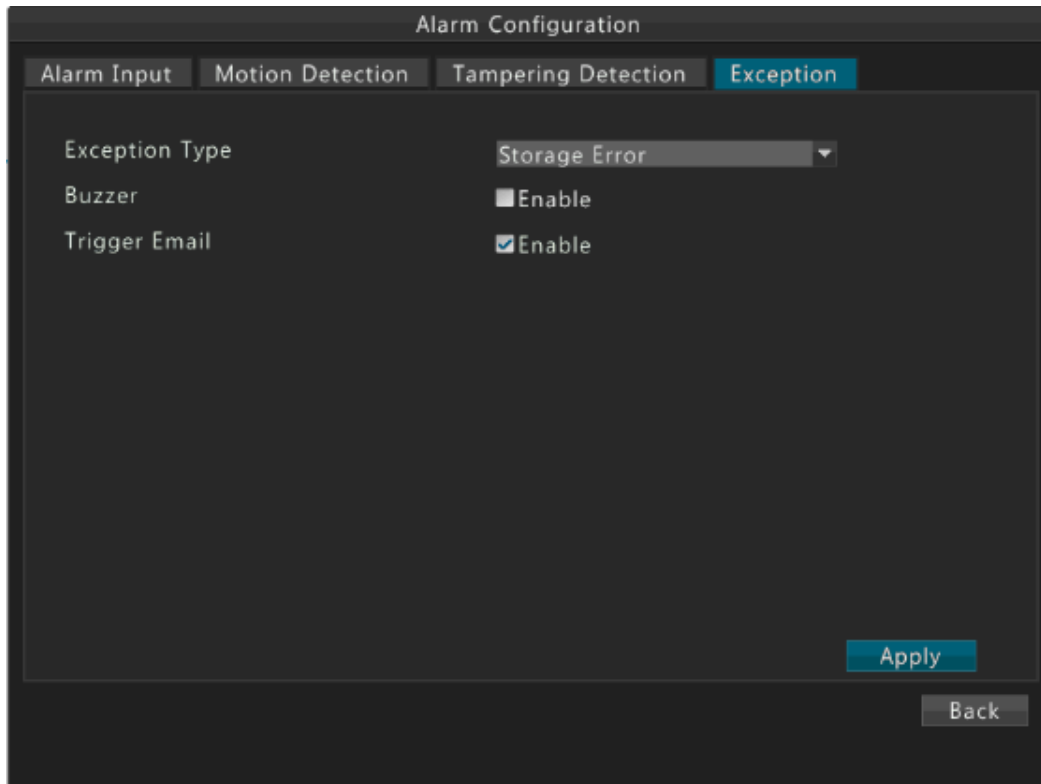 Alarm Configuration
Alarm Input Motion Detection Tampering Detection Exception
Exception Type Storage Error
Buzzer Enable
Trigger Email Enable
Apply
Back